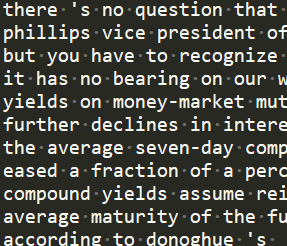 there 's no question that
phillips vice president of
but you have to recognize
it has no bearing on our
yields on money-market mut
further declines in intere
the average seven-day comp
eased a fraction of a perc
compound yields assume rei
average maturity of the fu
according to donoghue 's